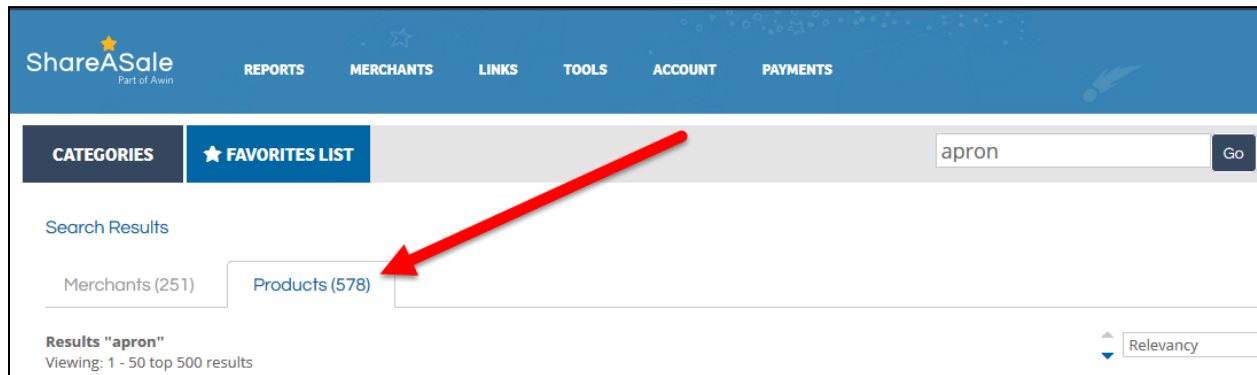 ShareASale
Part of Awin
REPORTS MERCHANTS LINKS TOOLS ACCOUNT PAYMENTS
CATEGORIES FAVORITES LIST apron Go
Search Results
Merchants (251) Products (578)
Results "apron" Relevancy
Viewing: 1 - 50 top 500 results